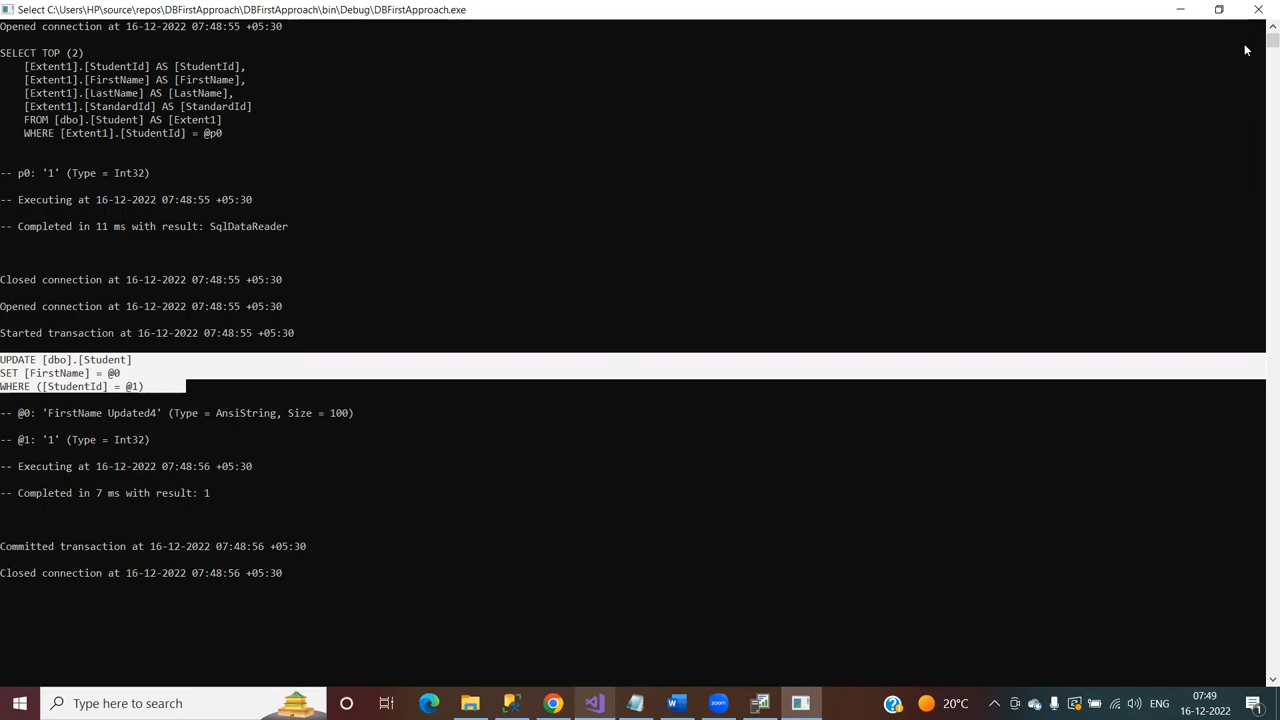 Select C:\Users\HP\source\repos\DBFirstApproach\DBFirstApproach\bin\Debug\DBFirstApproach.exe
Opened connection at 16-12-2022 07:48:55 +05:30
SELECT TOP (2)
[Extent1].[StudentId] AS [StudentId],
[Extent1].[FirstName] AS [FirstName],
[Extent1].[LastName] AS [LastName],
[Extent1].[StandardId] AS [StandardId]
FROM [dbo].[Student] AS [Extent1]
WHERE [Extent1].[StudentId] = @p0
-- p0: '1' (Type = Int32)
-- Executing at 16-12-2022 07:48:55 +05:30
-- Completed in 11 ms with result: SqlDataReader
Closed connection at 16-12-2022 07:48:55 +05:30
Opened connection at 16-12-2022 07:48:55 +05:30
Started transaction at 16-12-2022 07:48:55 +05:30
UPDATE [dbo].[Student]
SET [FirstName] = @0
WHERE ([StudentId] = @1)
-- @0: 'FirstName Updated4' (Type = AnsiString, Size = 100)
-- @1: '1' (Type = Int32)
-- Executing at 16-12-2022 07:48:56 +05:30
-- Completed in 7 ms with result: 1
Committed transaction at 16-12-2022 07:48:56 +05:30
Closed connection at 16-12-2022 07:48:56 +05:30
Type here to search
zoom
20°C
ENG
07:49
16-12-2022
1